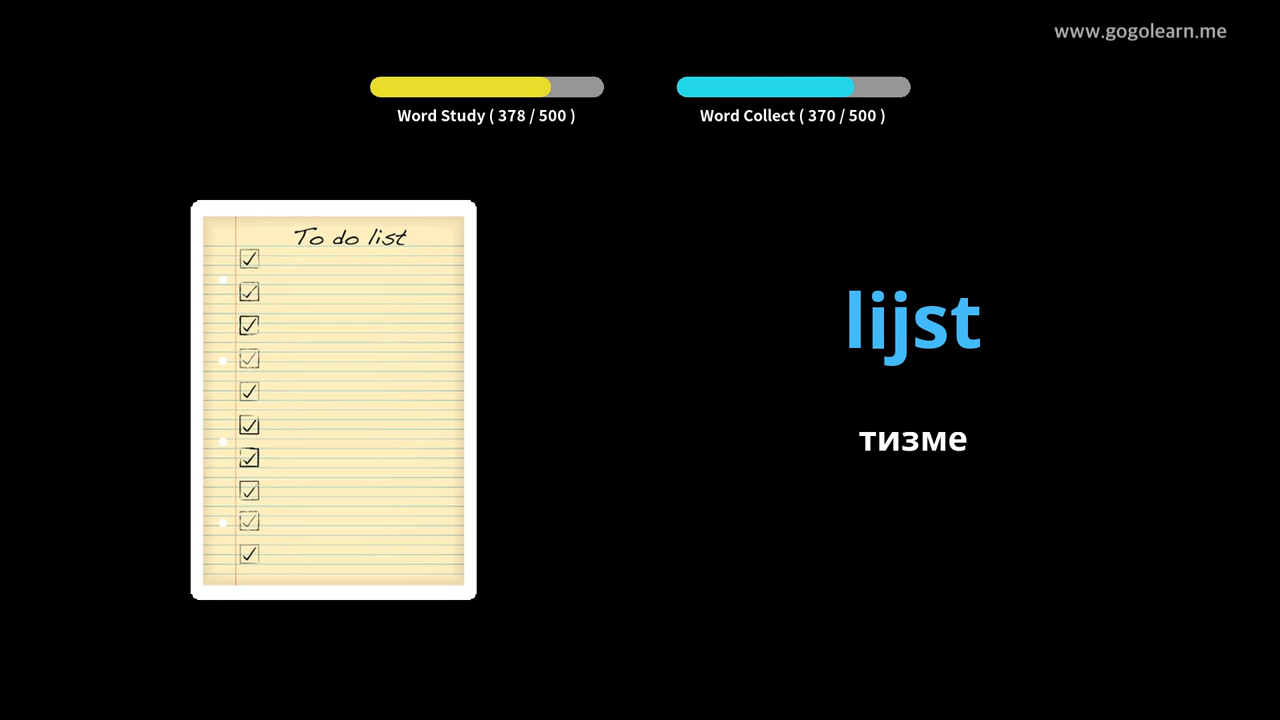 www.gogolearn.me
Word Study ( 378 / 500 )
Word Collect ( 370 / 500 )
To do list
lijst
тизме